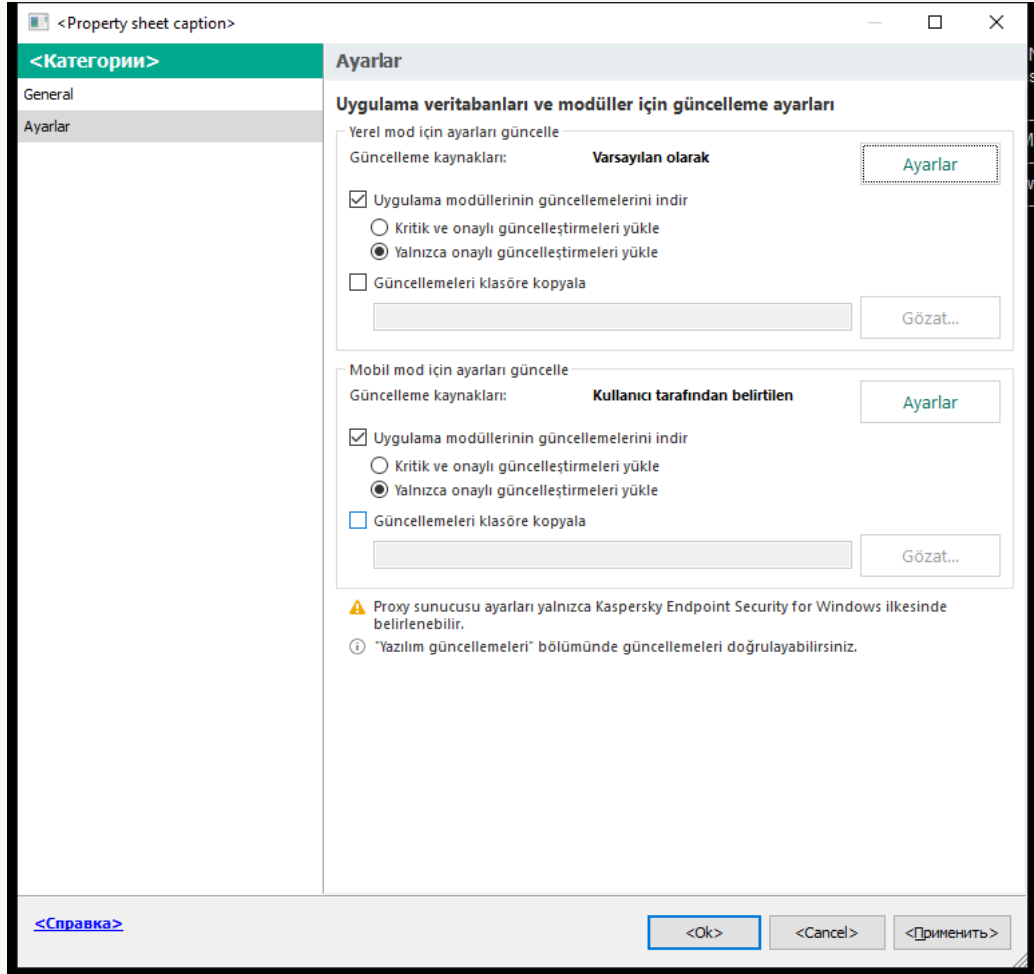 <Property sheet caption>
<Категории>
General
Ayarlar
Ayarlar
Uygulama veritabanları ve modüller için güncelleme ayarları
Yerel mod için ayarları güncelle
Güncelleme kaynakları: Varsayılan olarak
Ayarlar
Uygulama modüllerinin güncellemelerini indir
Kritik ve onaylı güncelleştirmeleri yükle
Yalnızca onaylı güncelleştirmeleri yükle
Güncellemeleri klasöre kopyala
Gözat...
Mobil mod için ayarları güncelle
Güncelleme kaynakları: Kullanıcı tarafından belirtilen
Ayarlar
Uygulama modüllerinin güncellemelerini indir
Kritik ve onaylı güncelleştirmeleri yükle
Yalnızca onaylı güncelleştirmeleri yükle
Güncellemeleri klasöre kopyala
Gözat...
Proxy sunucusu ayarları yalnızca Kaspersky Endpoint Security for Windows ilkesinde
belirlenebilir.
"Yazılım güncellemeleri" bölümünde güncellemeleri doğrulayabilirsiniz.
<Справка>
<Ok> <Cancel> <Применить>